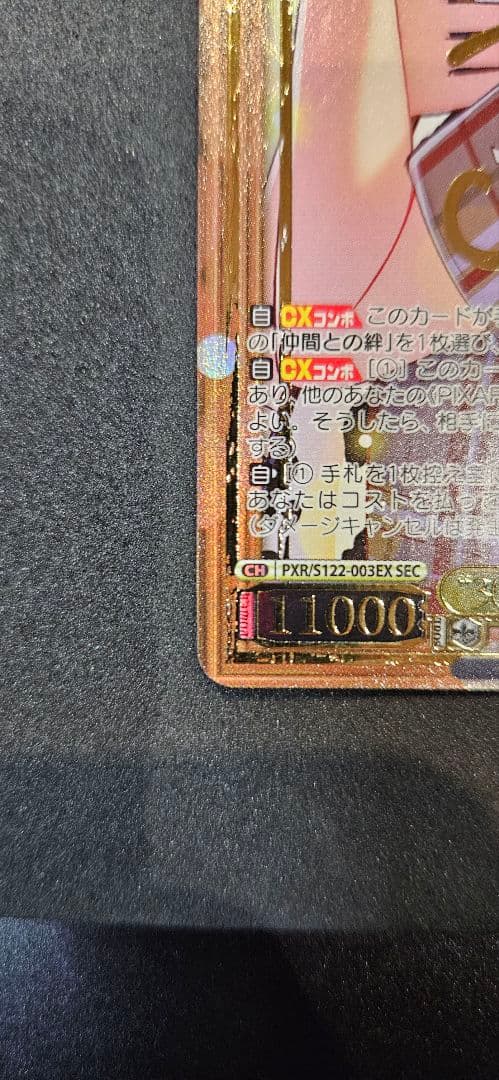 自 CXコンボ このカードが
の「仲間との絆」を1枚選び、
自 CXコンボ [①] このカー
あり、他のあなたの《PIXAR
よい。そうしたら、相手に
する)
自 [① 手札を1枚控え室
あなたはコストを払って
(ダメージキャンセルは発
CH PXR/S122-003EX SEC
11000
SOUL